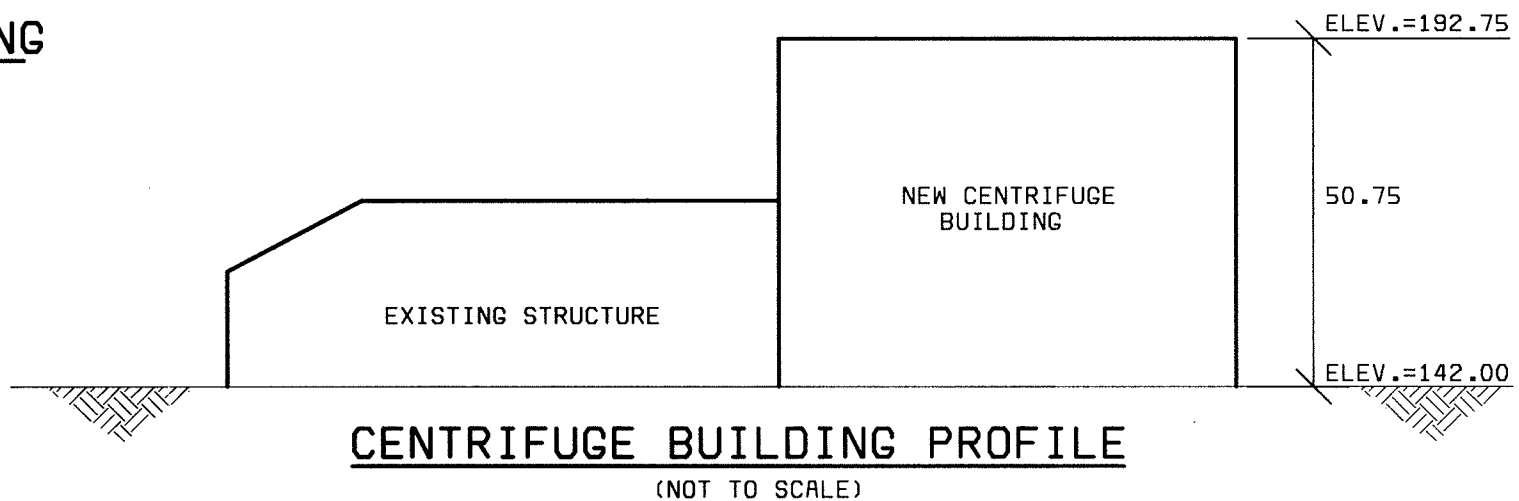 NG
ELEV.=192.75
NEW CENTRIFUGE
BUILDING
50.75
EXISTING STRUCTURE
ELEV.=142.00
CENTRIFUGE BUILDING PROFILE
(NOT TO SCALE)